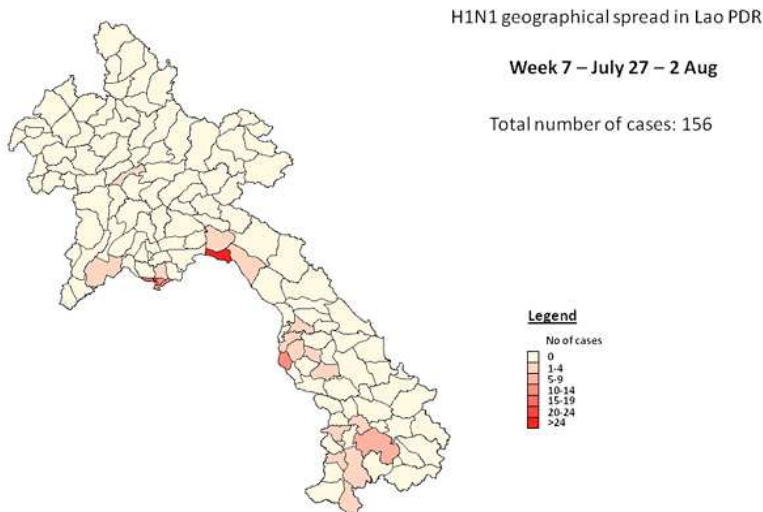 H1N1 geographical spread in Lao PDR
Week 7 – July 27 – 2 Aug
Total number of cases: 156
Legend
No of cases
0
1-4
5-9
10-14
15-19
20-24
>24